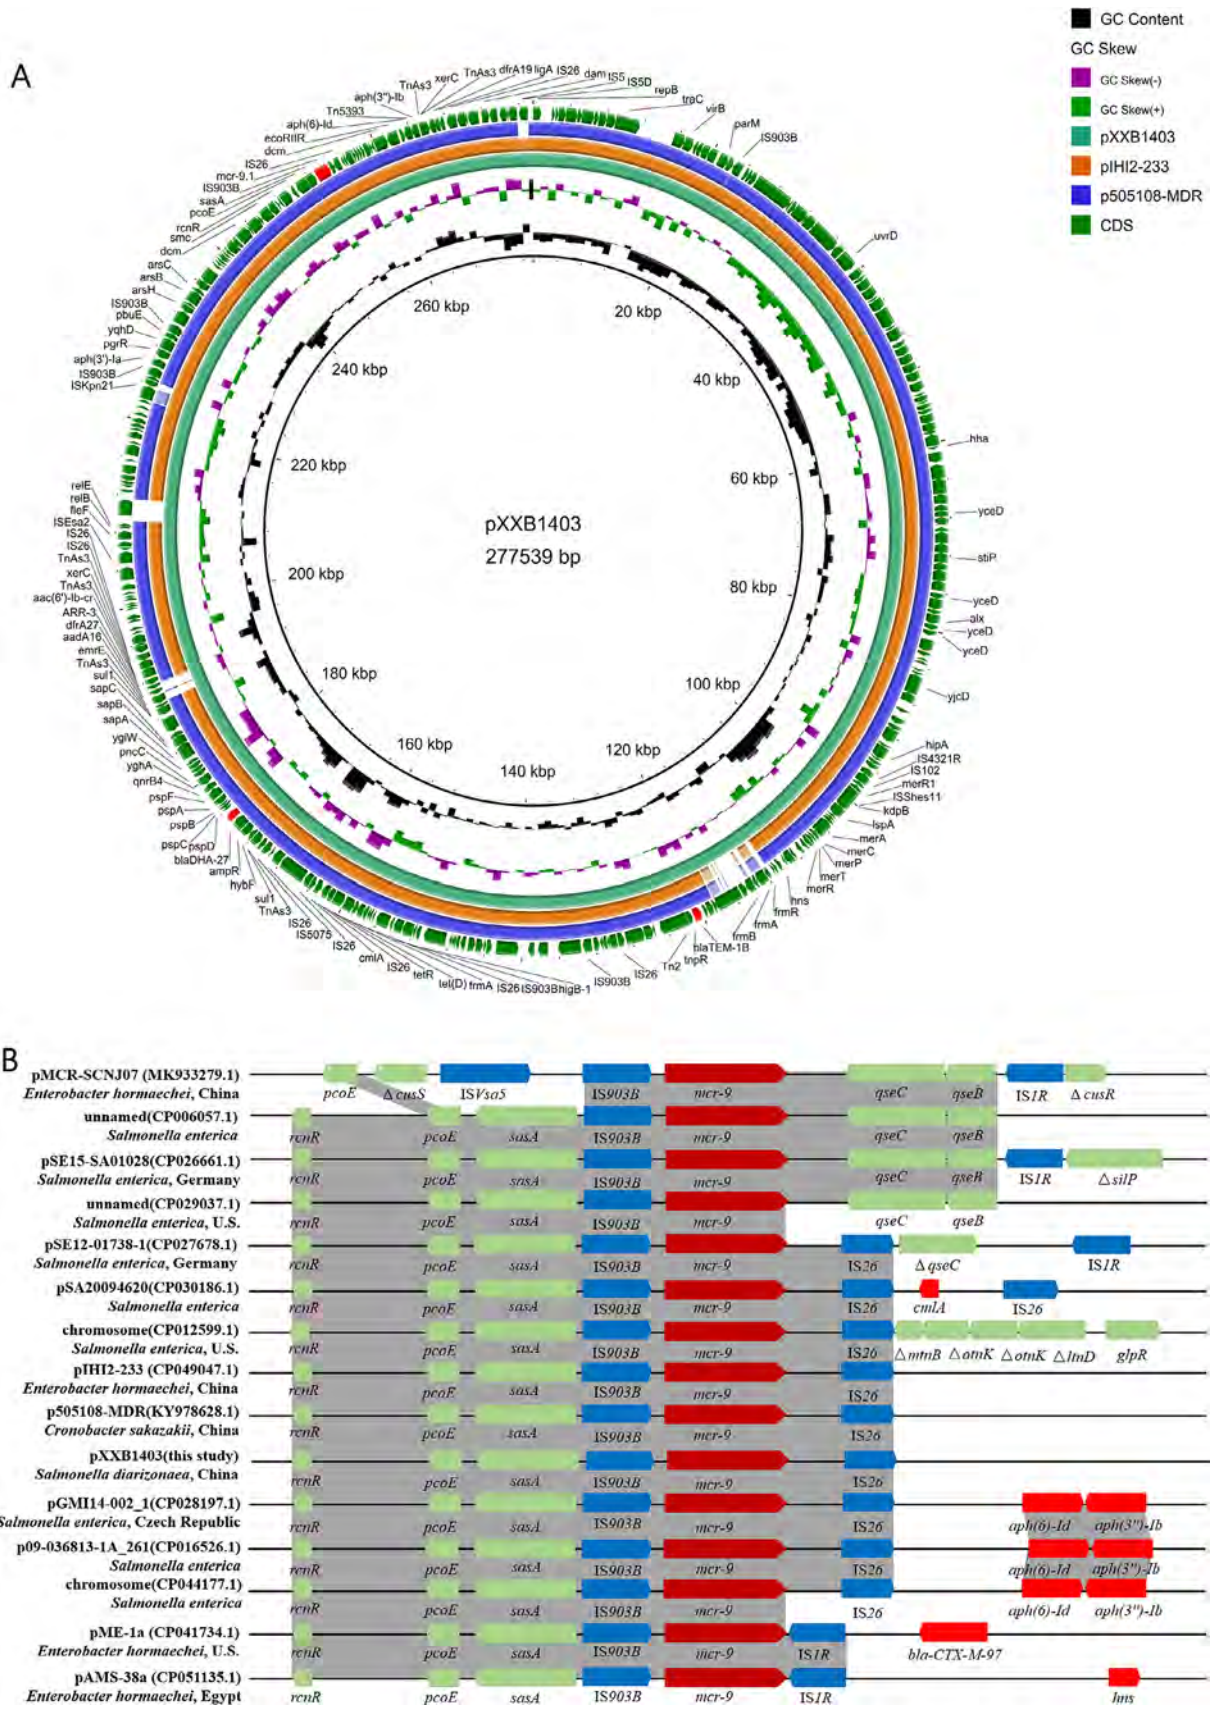 A
GC Content
GC Skew
GC Skew(-)
GC Skew(+)
pXXB1403
pIHI2-233
p505108-MDR
CDS
TnAs3
xerC
TnAs3
dfrA19
ligA
IS26
dam
IS5
IS5D
repB
traC
virB
parM
IS903B
uvrD
hha
yceD
stiP
yceD
alx
yceD
yceD
yjcD
hipA
IS4321R
IS102
merR1
ISShes11
kdpB
lspA
merA
merC
merP
merT
merR
hns
frmR
frmA
frmB
blaTEM-1B
tnpR
Tn2
IS26
IS903B
higB-1
IS903B
IS26
frmA
tet(D)
tetR
IS26
cmlA
IS26
IS5075
IS26
TnAs3
sul1
hybF
ampR
blaDHA-27
pspD
pspC
pspB
pspA
pspF
qnrB4
yghA
pncC
ygiW
sapA
sapB
sapC
sul1
TnAs3
emrE
aadA16
dfrA27
ARR-3
aac(6')-Ib-cr
TnAs3
xerC
TnAs3
IS26
IS26
ISEsa2
fieF
relB
relE
ISKpn21
IS903B
aph(3')-Ia
pgrR
yqhD
pbuE
IS903B
arsH
arsB
arsC
dcm
smc
rcnR
pcoE
sasA
IS903B
mcr-9.1
IS26
dcm
ecoRIIR
aph(6)-Id
Tn5393
aph(3")-Ib
20 kbp
40 kbp
60 kbp
80 kbp
100 kbp
120 kbp
140 kbp
160 kbp
180 kbp
200 kbp
220 kbp
240 kbp
260 kbp
pXXB1403
277539 bp
B
pMCR-SCNJ07 (MK933279.1)
Enterobacter hormaechei, China
pcoE ΔcusS ISVsa5 IS903B mcr-9 qseC qseB IS1R ΔcusR
unnamed(CP006057.1)
Salmonella enterica
rcnR pcoE sasA IS903B mcr-9 qseC qseB
pSE15-SA01028(CP026661.1)
Salmonella enterica, Germany
rcnR pcoE sasA IS903B mcr-9 qseC qseB IS1R ΔsilP
unnamed(CP029037.1)
Salmonella enterica, U.S.
rcnR pcoE sasA IS903B mcr-9 qseC qseB
pSE12-01738-1(CP027678.1)
Salmonella enterica, Germany
rcnR pcoE sasA IS903B mcr-9 IS26 ΔqseC IS1R
pSA20094620(CP030186.1)
Salmonella enterica
rcnR pcoE sasA IS903B mcr-9 IS26 cmlA IS26
chromosome(CP012599.1)
Salmonella enterica, U.S.
rcnR pcoE sasA IS903B mcr-9 IS26 ΔmtnB ΔotnK ΔotnK ΔltnD glpR
pIHI2-233 (CP049047.1)
Enterobacter hormaechei, China
rcnR pcoE sasA IS903B mcr-9 IS26
p505108-MDR(KY978628.1)
Cronobacter sakazakii, China
rcnR pcoE sasA IS903B mcr-9 IS26
pXXB1403(this study)
Salmonella diarizonaea, China
rcnR pcoE sasA IS903B mcr-9 IS26
pGMI14-002_1(CP028197.1)
Salmonella enterica, Czech Republic
rcnR pcoE sasA IS903B mcr-9 IS26 aph(6)-Id aph(3")-Ib
p09-036813-1A_261(CP016526.1)
Salmonella enterica
rcnR pcoE sasA IS903B mcr-9 IS26 aph(6)-Id aph(3")-Ib
chromosome(CP044177.1)
Salmonella enterica
rcnR pcoE sasA IS903B mcr-9 IS26 aph(6)-Id aph(3")-Ib
pME-1a (CP041734.1)
Enterobacter hormaechei, U.S.
rcnR pcoE sasA IS903B mcr-9 IS1R bla-CTX-M-97
pAMS-38a (CP051135.1)
Enterobacter hormaechei, Egypt
rcnR pcoE sasA IS903B mcr-9 IS1R hns